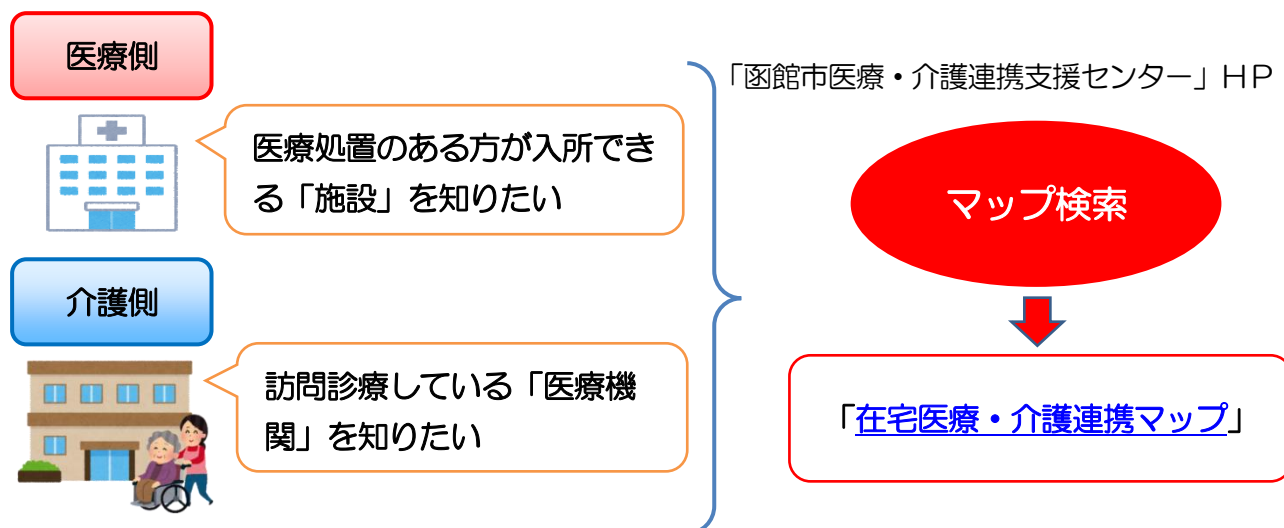 医療側
医療処置のある方が入所でき
る「施設」を知りたい
介護側
訪問診療している「医療機
関」を知りたい
「函館市医療・介護連携支援センター」ＨＰ
マップ検索
「在宅医療・介護連携マップ」